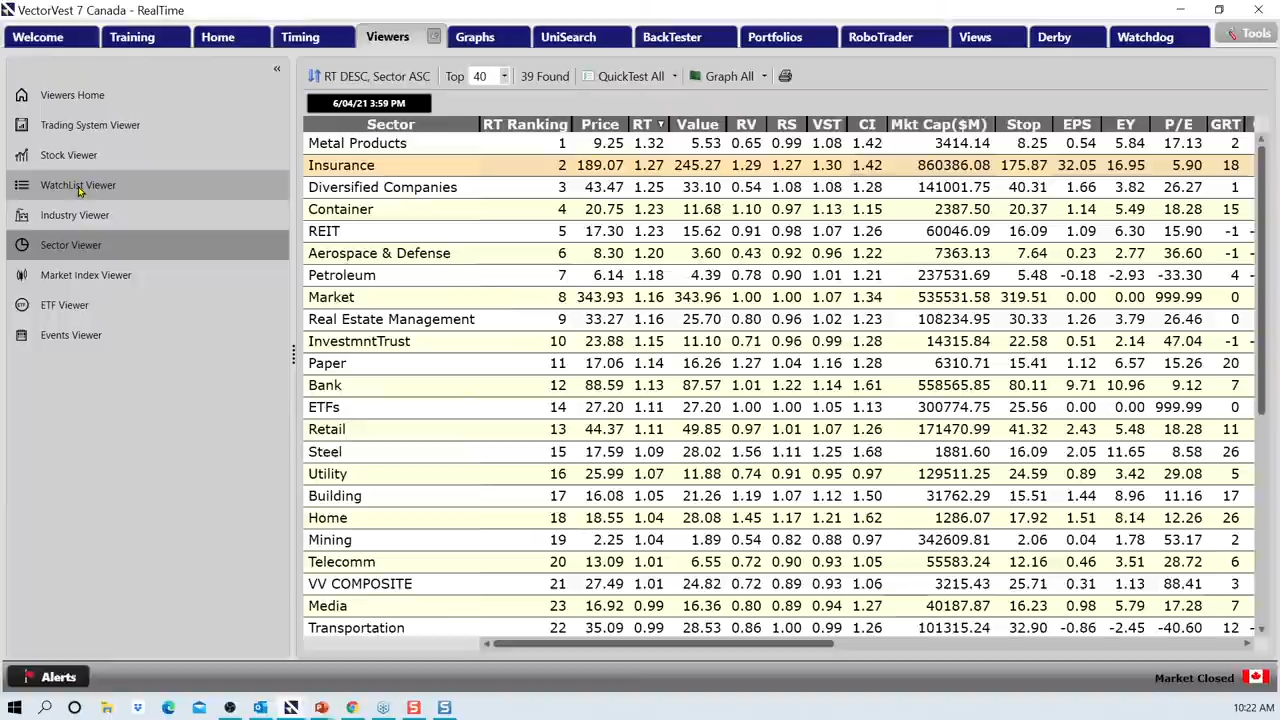 VectorVest 7 Canada - RealTime
Welcome Training Home Timing Viewers Graphs UniSearch BackTester Portfolios RoboTrader Views Derby Watchdog Tools
«
Viewers Home
Trading System Viewer
Stock Viewer
WatchList Viewer
Industry Viewer
Sector Viewer
Market Index Viewer
ETF Viewer
Events Viewer
RT DESC, Sector ASC Top 40 39 Found QuickTest All Graph All
6/04/21 3:59 PM
Sector RT Ranking Price RT Value RV RS VST CI Mkt Cap($M) Stop EPS EY P/E GRT
Metal Products 1 9.25 1.32 5.53 0.65 0.99 1.08 1.42 3414.14 8.25 0.54 5.84 17.13 2
Insurance 2 189.07 1.27 245.27 1.29 1.27 1.30 1.42 860386.08 175.87 32.05 16.95 5.90 18
Diversified Companies 3 43.47 1.25 33.10 0.54 1.08 1.08 1.28 141001.75 40.31 1.66 3.82 26.27 1
Container 4 20.75 1.23 11.68 1.10 0.97 1.13 1.15 2387.50 20.37 1.14 5.49 18.28 15
REIT 5 17.30 1.23 15.62 0.91 0.98 1.07 1.26 60046.09 16.09 1.09 6.30 15.90 -1
Aerospace & Defense 6 8.30 1.20 3.60 0.43 0.92 0.96 1.22 7363.13 7.64 0.23 2.77 36.60 -1
Petroleum 7 6.14 1.18 4.39 0.78 0.90 1.01 1.21 237531.69 5.48 -0.18 -2.93 -33.30 4
Market 8 343.93 1.16 343.96 1.00 1.00 1.07 1.34 535531.58 319.51 0.00 0.00 999.99 0
Real Estate Management 9 33.27 1.16 25.70 0.80 0.96 1.02 1.23 108234.95 30.33 1.26 3.79 26.46 0
InvestmntTrust 10 23.88 1.15 11.10 0.71 0.96 0.99 1.28 14315.84 22.58 0.51 2.14 47.04 -1
Paper 11 17.06 1.14 16.26 1.27 1.04 1.16 1.28 6310.71 15.41 1.12 6.57 15.26 20
Bank 12 88.59 1.13 87.57 1.01 1.22 1.14 1.61 558565.85 80.11 9.71 10.96 9.12 7
ETFs 14 27.20 1.11 27.20 1.00 1.00 1.05 1.13 300774.75 25.56 0.00 0.00 999.99 0
Retail 13 44.37 1.11 49.85 0.97 1.01 1.07 1.26 171470.99 41.32 2.43 5.48 18.28 11
Steel 15 17.59 1.09 28.02 1.56 1.11 1.25 1.68 1881.60 16.09 2.05 11.65 8.58 26
Utility 16 25.99 1.07 11.88 0.74 0.91 0.95 0.97 129511.25 24.59 0.89 3.42 29.08 5
Building 17 16.08 1.05 21.26 1.19 1.07 1.12 1.50 31762.29 15.51 1.44 8.96 11.16 17
Home 18 18.55 1.04 28.08 1.45 1.17 1.21 1.62 1286.07 17.92 1.51 8.14 12.26 26
Mining 19 2.25 1.04 1.89 0.54 0.82 0.88 0.97 342609.81 2.06 0.04 1.78 53.17 2
Telecomm 20 13.09 1.01 6.55 0.72 0.90 0.93 1.05 55583.24 12.16 0.46 3.51 28.72 6
VV COMPOSITE 21 27.49 1.01 24.82 0.72 0.89 0.93 1.06 3215.43 25.71 0.31 1.13 88.41 3
Media 23 16.92 0.99 16.36 0.80 0.89 0.94 1.27 40187.87 16.23 0.98 5.79 17.28 7
Transportation 22 35.09 0.99 28.53 0.86 1.00 0.99 1.26 101315.24 32.90 -0.86 -2.45 -40.60 12
Alerts
Market Closed
10:22 AM